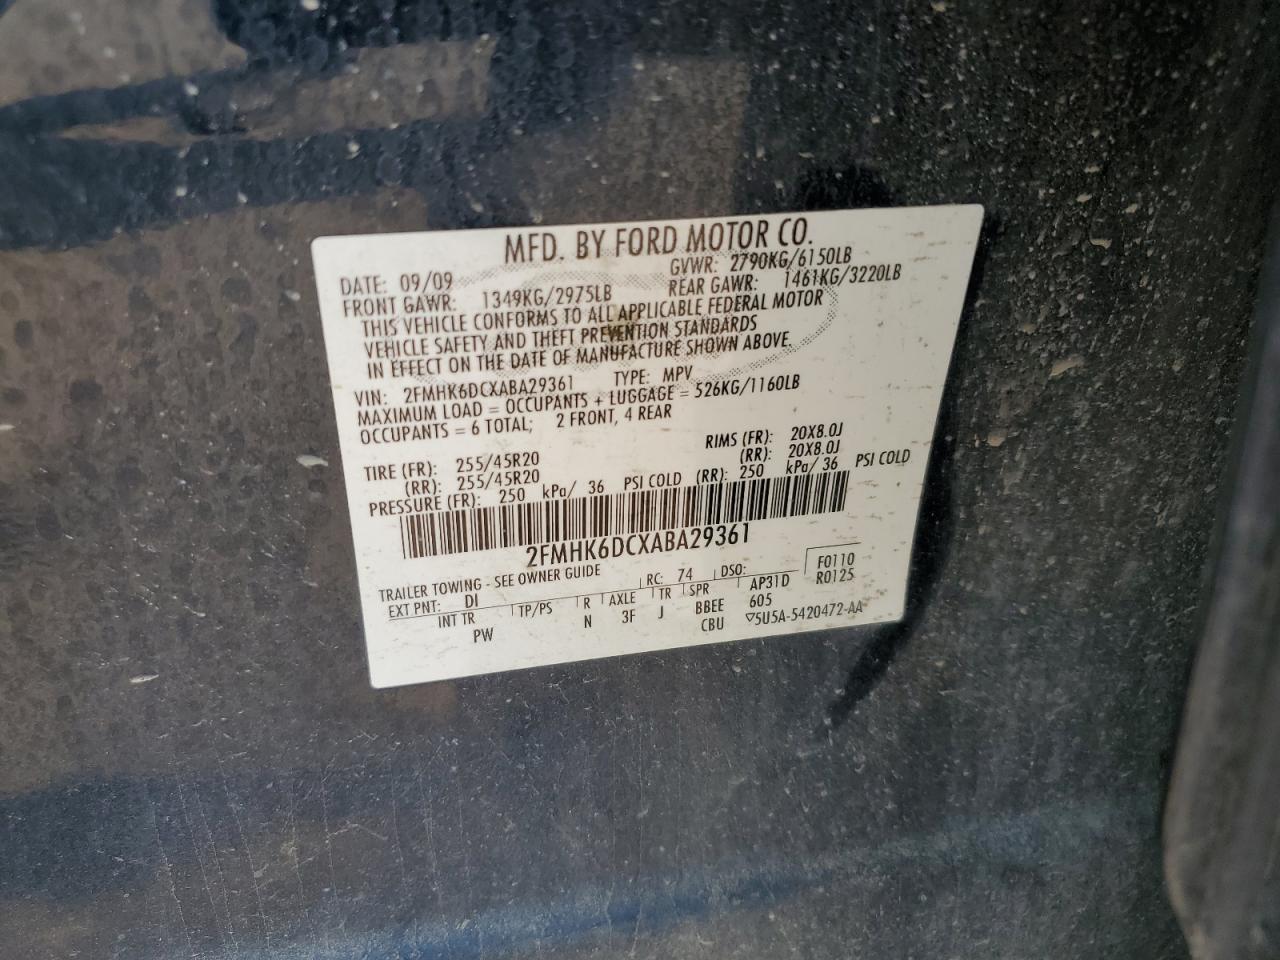 MFD. BY FORD MOTOR CO.
DATE: 09/09 GVWR: 2790KG/6150LB
FRONT GAWR: 1349KG/2975LB REAR GAWR: 1461KG/3220LB
THIS VEHICLE CONFORMS TO ALL APPLICABLE FEDERAL MOTOR
VEHICLE SAFETY AND THEFT PREVENTION STANDARDS
IN EFFECT ON THE DATE OF MANUFACTURE SHOWN ABOVE.
VIN: 2FMHK6DCXABA29361 TYPE: MPV
MAXIMUM LOAD = OCCUPANTS + LUGGAGE = 526KG/1160LB
OCCUPANTS = 6 TOTAL; 2 FRONT, 4 REAR
TIRE (FR): 255/45R20 RIMS (FR): 20X8.0J
(RR): 255/45R20 (RR): 20X8.0J
PRESSURE (FR): 250 kPa/ 36 PSI COLD (RR): 250 kPa/ 36 PSI COLD
2FMHK6DCXABA29361
TRAILER TOWING - SEE OWNER GUIDE
EXT PNT: DI RC: 74 DSO: F0110
INT TR TP/PS R AXLE TR SPR AP31D R0125
PW N 3F J BBEE 605
CBU ▽5U5A-5420472-AA